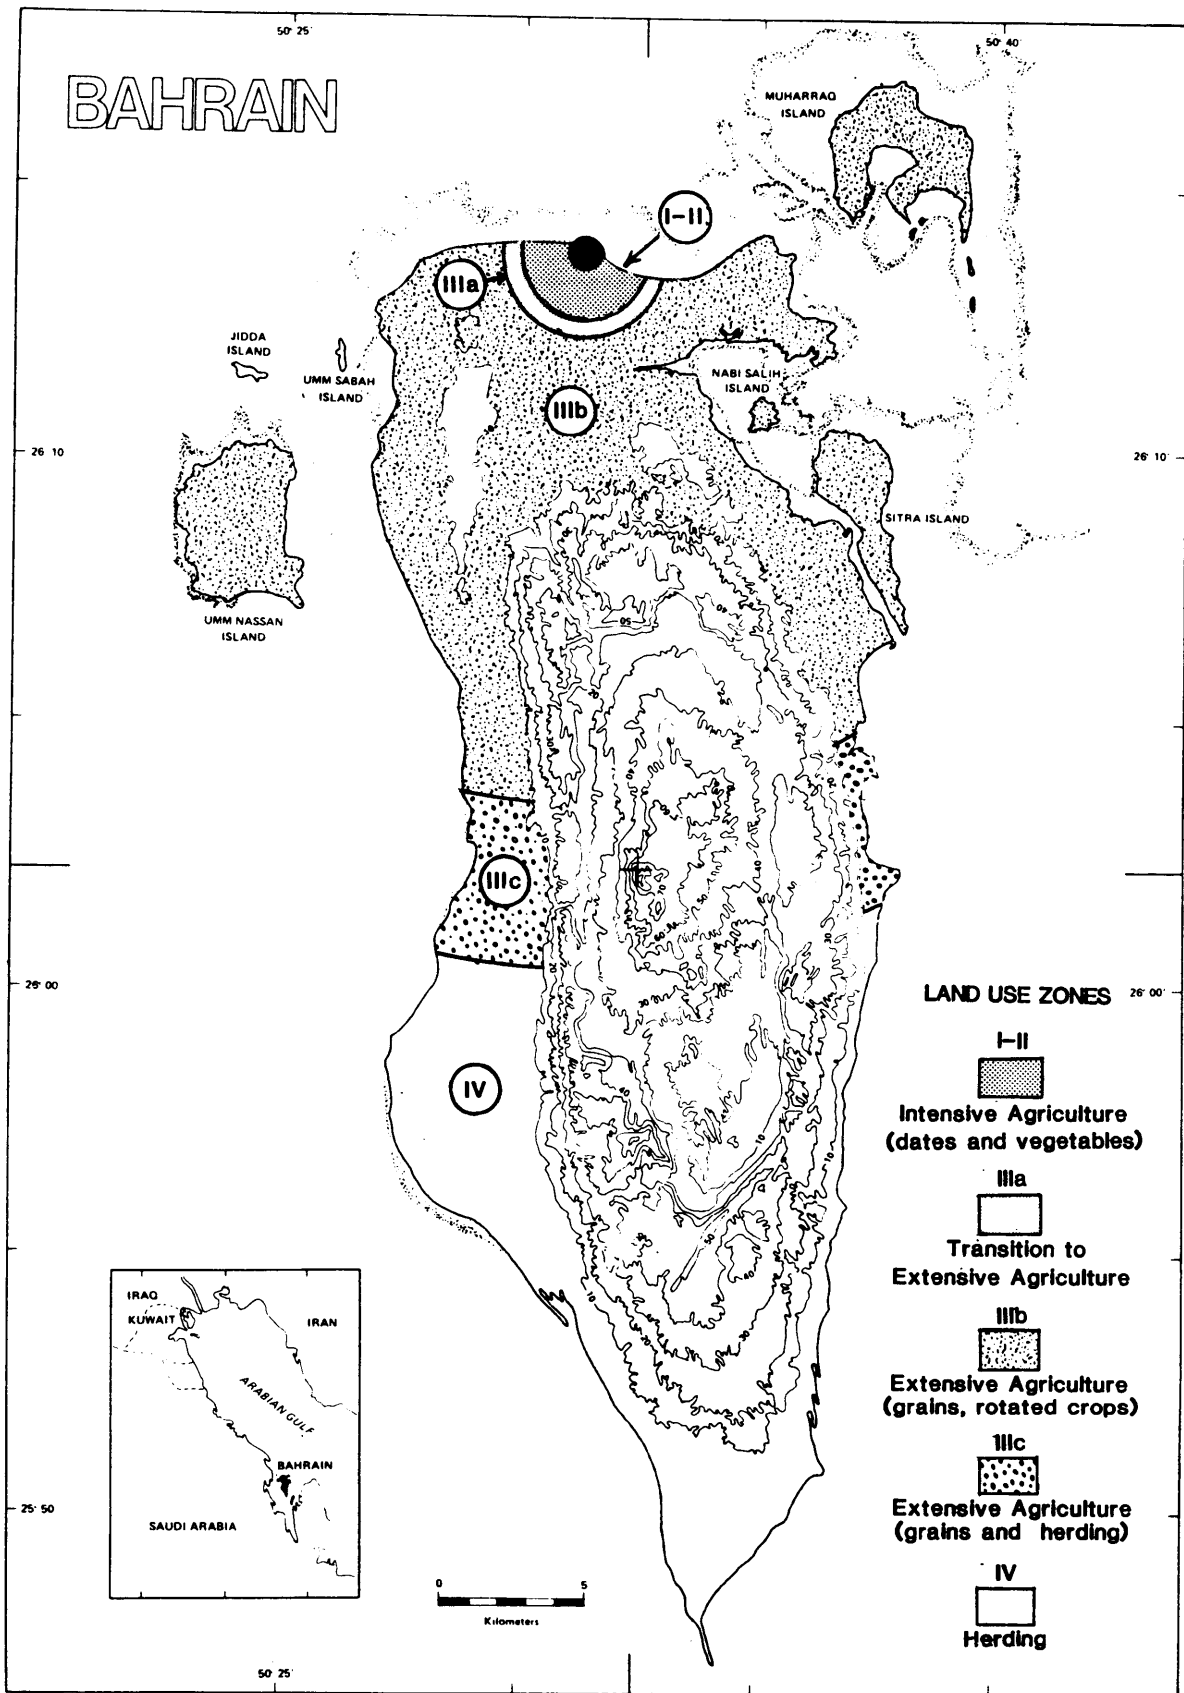 50° 25'
50° 40'
BAHRAIN
MUHARRAQ
ISLAND
I-II
IIIa
JIDDA
ISLAND
UMM SABAH
ISLAND
NABI SALIH
ISLAND
IIIb
26° 10'
26° 10'
SITRA ISLAND
UMM NASSAN
ISLAND
IIIc
26° 00'
26° 00'
IV
LAND USE ZONES
I-II
Intensive Agriculture
(dates and vegetables)
IIIa
Transition to
Extensive Agriculture
IIIb
Extensive Agriculture
(grains, rotated crops)
IIIc
Extensive Agriculture
(grains and herding)
IV
Herding
IRAQ
KUWAIT
IRAN
ARABIAN GULF
BAHRAIN
SAUDI ARABIA
25° 50'
0 5
Kilometers
50° 25'